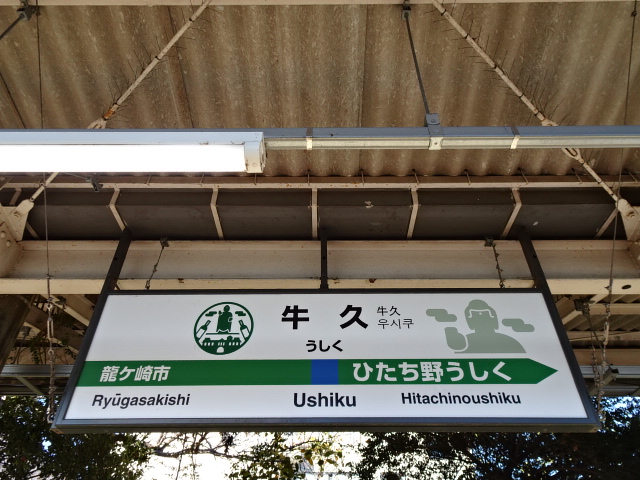 牛久
牛久
우시쿠
うしく
龍ケ崎市
ひたち野うしく
Ryūgasakishi
Ushiku
Hitachinoushiku